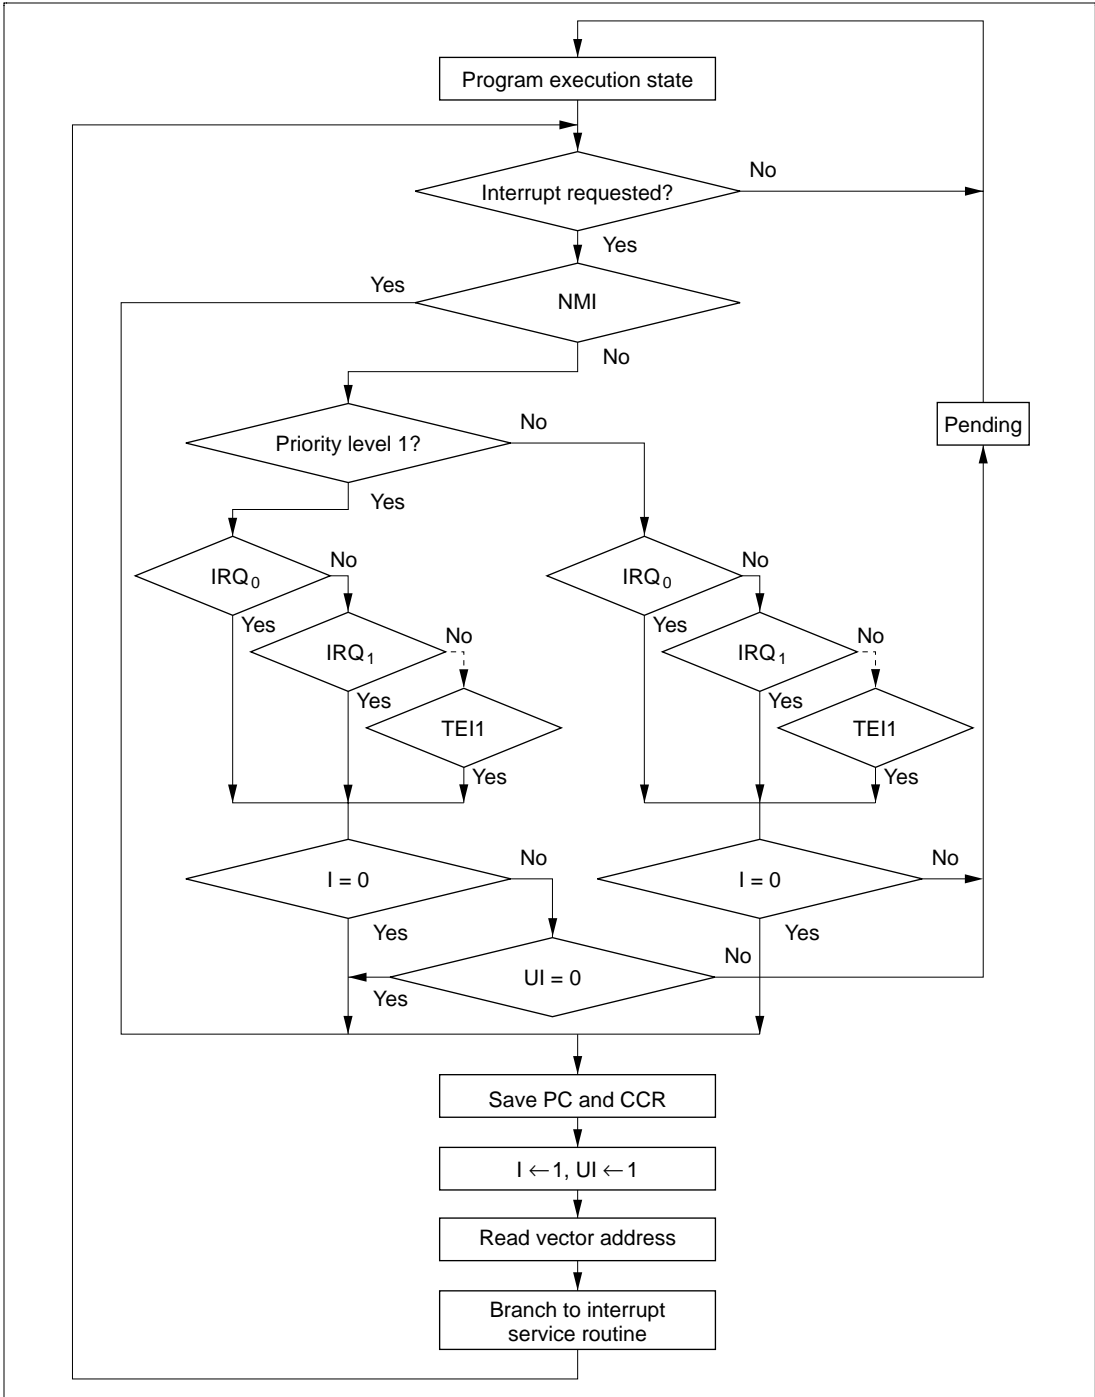 Program execution state
No
Interrupt requested?
Yes
Yes
NMI
No
No
Pending
Priority level 1?
Yes
No
No
IRQ0
IRQ0
Yes
No
Yes
No
IRQ1
IRQ1
Yes
Yes
TEI1
TEI1
Yes
Yes
No
No
I = 0
I = 0
Yes
Yes
No
UI = 0
Yes
Save PC and CCR
I ←1, UI ←1
Read vector address
Branch to interrupt
service routine